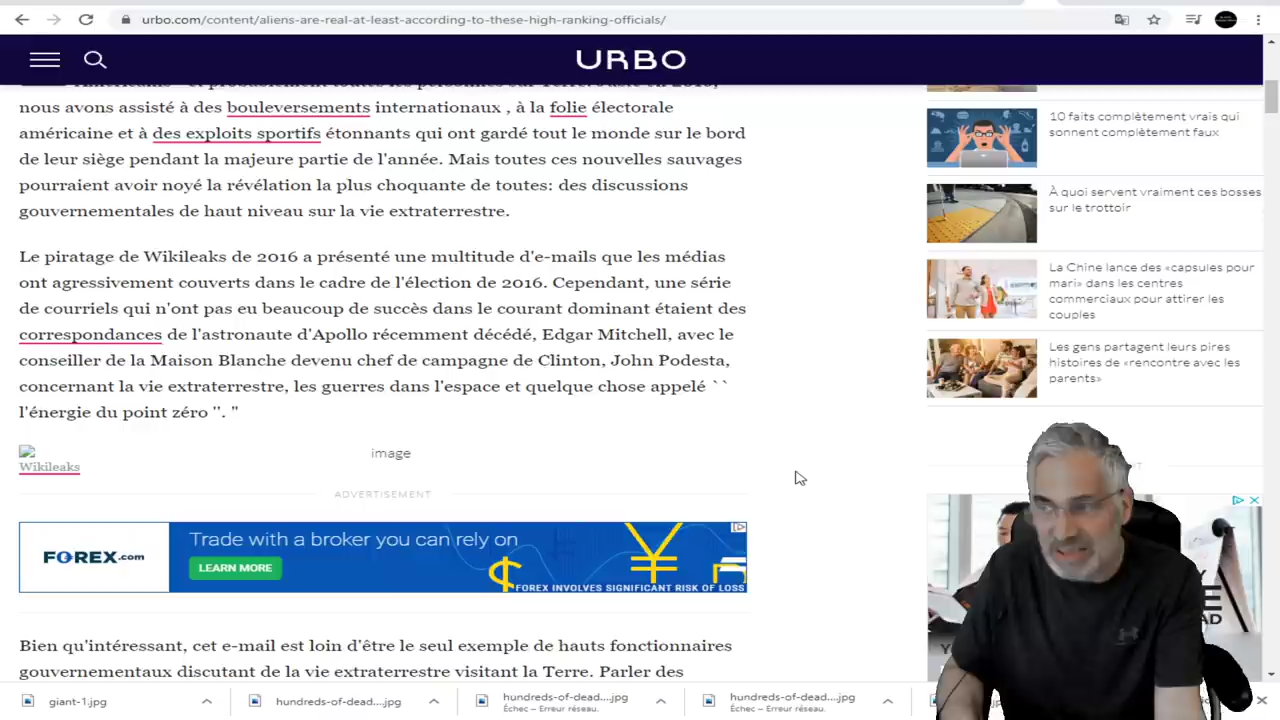 urbo.com/content/aliens-are-real-at-least-according-to-these-high-ranking-officials/
URBO
nous avons assisté à des bouleversements internationaux , à la folie électorale
américaine et à des exploits sportifs étonnants qui ont gardé tout le monde sur le bord
de leur siège pendant la majeure partie de l'année. Mais toutes ces nouvelles sauvages
pourraient avoir noyé la révélation la plus choquante de toutes: des discussions
gouvernementales de haut niveau sur la vie extraterrestre.
Le piratage de Wikileaks de 2016 a présenté une multitude d'e-mails que les médias
ont agressivement couverts dans le cadre de l'élection de 2016. Cependant, une série
de courriels qui n'ont pas eu beaucoup de succès dans le courant dominant étaient des
correspondances de l'astronaute d'Apollo récemment décédé, Edgar Mitchell, avec le
conseiller de la Maison Blanche devenu chef de campagne de Clinton, John Podesta,
concernant la vie extraterrestre, les guerres dans l'espace et quelque chose appelé ``
l'énergie du point zéro ''. "
image
Wikileaks
ADVERTISEMENT
FOREX.com
Trade with a broker you can rely on
LEARN MORE
FOREX INVOLVES SIGNIFICANT RISK OF LOSS
Bien qu'intéressant, cet e-mail est loin d'être le seul exemple de hauts fonctionnaires
gouvernementaux discutant de la vie extraterrestre visitant la Terre. Parler des
10 faits complètement vrais qui
sonnent complètement faux
À quoi servent vraiment ces bosses
sur le trottoir
La Chine lance des «capsules pour
mari» dans les centres
commerciaux pour attirer les
couples
Les gens partagent leurs pires
histoires de «rencontre avec les
parents»
giant-1.jpg
hundreds-of-dead....jpg
hundreds-of-dead....jpg
Échec – Erreur réseau.
hundreds-of-dead....jpg
Échec – Erreur réseau.